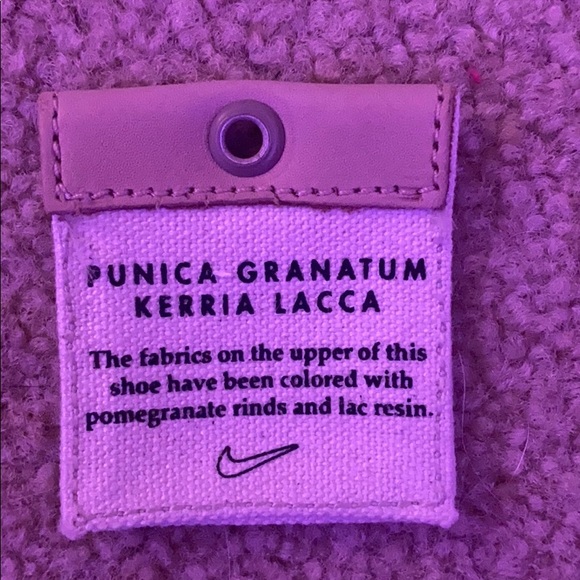 PUNICA GRANATUM
KERRIA LACCA
The fabrics on the upper of this
shoe have been colored with
pomegranate rinds and lac resin.